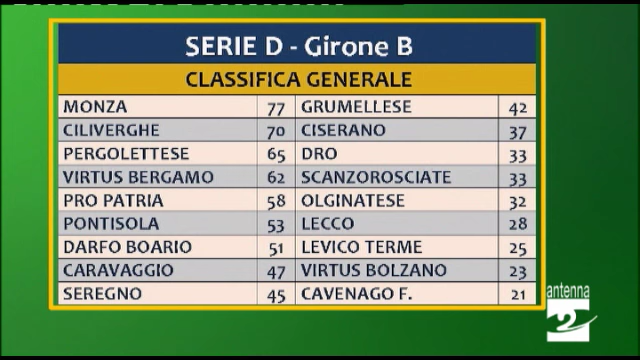 SERIE D - Girone B
CLASSIFICA GENERALE
MONZA 77 GRUMELLESE 42
CILIVERGHE 70 CISERANO 37
PERGOLETTESE 65 DRO 33
VIRTUS BERGAMO 62 SCANZOROSCIATE 33
PRO PATRIA 58 OLGINATESE 32
PONTISOLA 53 LECCO 28
DARFO BOARIO 51 LEVICO TERME 25
CARAVAGGIO 47 VIRTUS BOLZANO 23
SEREGNO 45 CAVENAGO F. 21
antenna
2